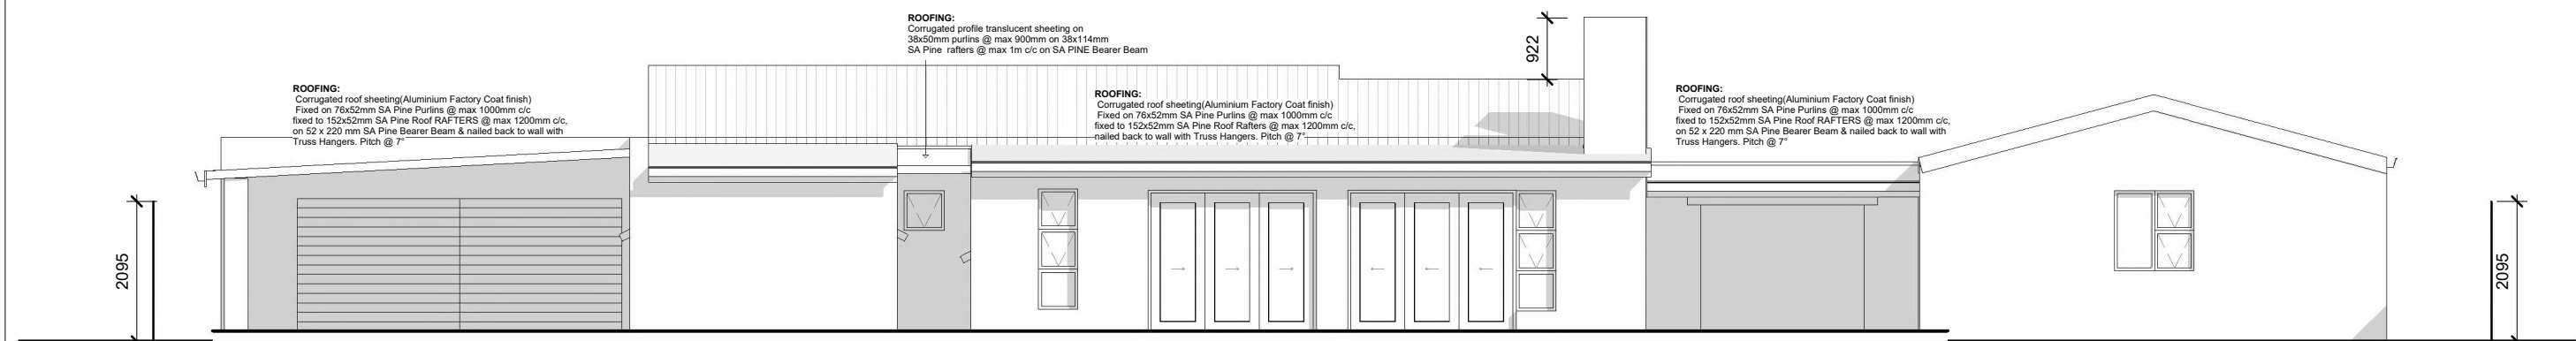 ROOFING:
Corrugated profile translucent sheeting on
38x50mm purlins @ max 900mm on 38x114mm
SA Pine rafters @ max 1m c/c on SA PINE Bearer Beam
922
ROOFING:
Corrugated roof sheeting(Aluminium Factory Coat finish)
Fixed on 76x52mm SA Pine Purlins @ max 1000mm c/c
fixed to 152x52mm SA Pine Roof RAFTERS @ max 1200mm c/c,
on 52 x 220 mm SA Pine Bearer Beam & nailed back to wall with
Truss Hangers. Pitch @ 7°
ROOFING:
Corrugated roof sheeting(Aluminium Factory Coat finish)
Fixed on 76x52mm SA Pine Purlins @ max 1000mm c/c
fixed to 152x52mm SA Pine Roof Rafters @ max 1200mm c/c,
nailed back to wall with Truss Hangers. Pitch @ 7°
ROOFING:
Corrugated roof sheeting(Aluminium Factory Coat finish)
Fixed on 76x52mm SA Pine Purlins @ max 1000mm c/c
fixed to 152x52mm SA Pine Roof RAFTERS @ max 1200mm c/c,
on 52 x 220 mm SA Pine Bearer Beam & nailed back to wall with
Truss Hangers. Pitch @ 7°
2095
2095